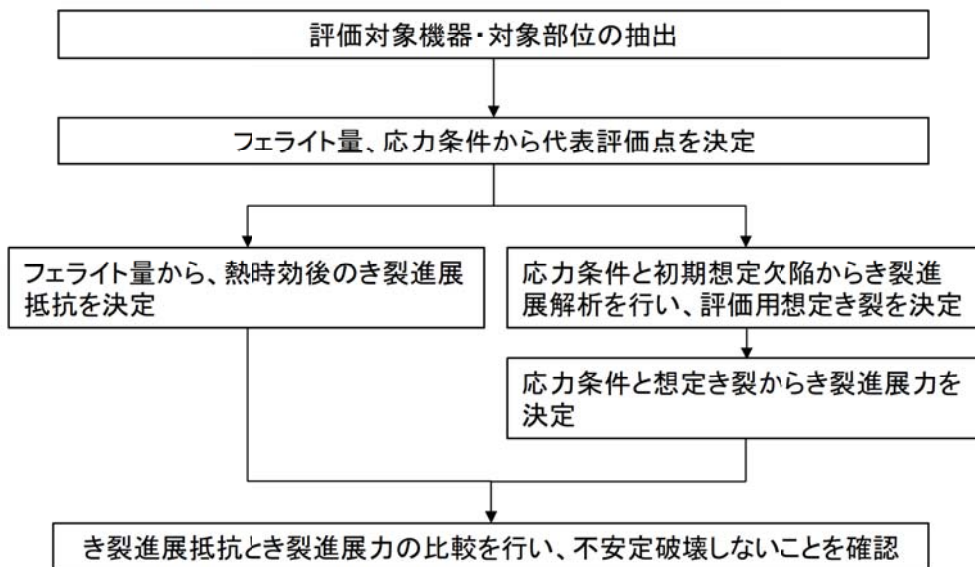 評価対象機器・対象部位の抽出
フェライト量、応力条件から代表評価点を決定
フェライト量から、熱時効後のき裂進展
抵抗を決定
応力条件と初期想定欠陥からき裂進
展解析を行い、評価用想定き裂を決定
応力条件と想定き裂からき裂進展力を
決定
き裂進展抵抗とき裂進展力の比較を行い、不安定破壊しないことを確認